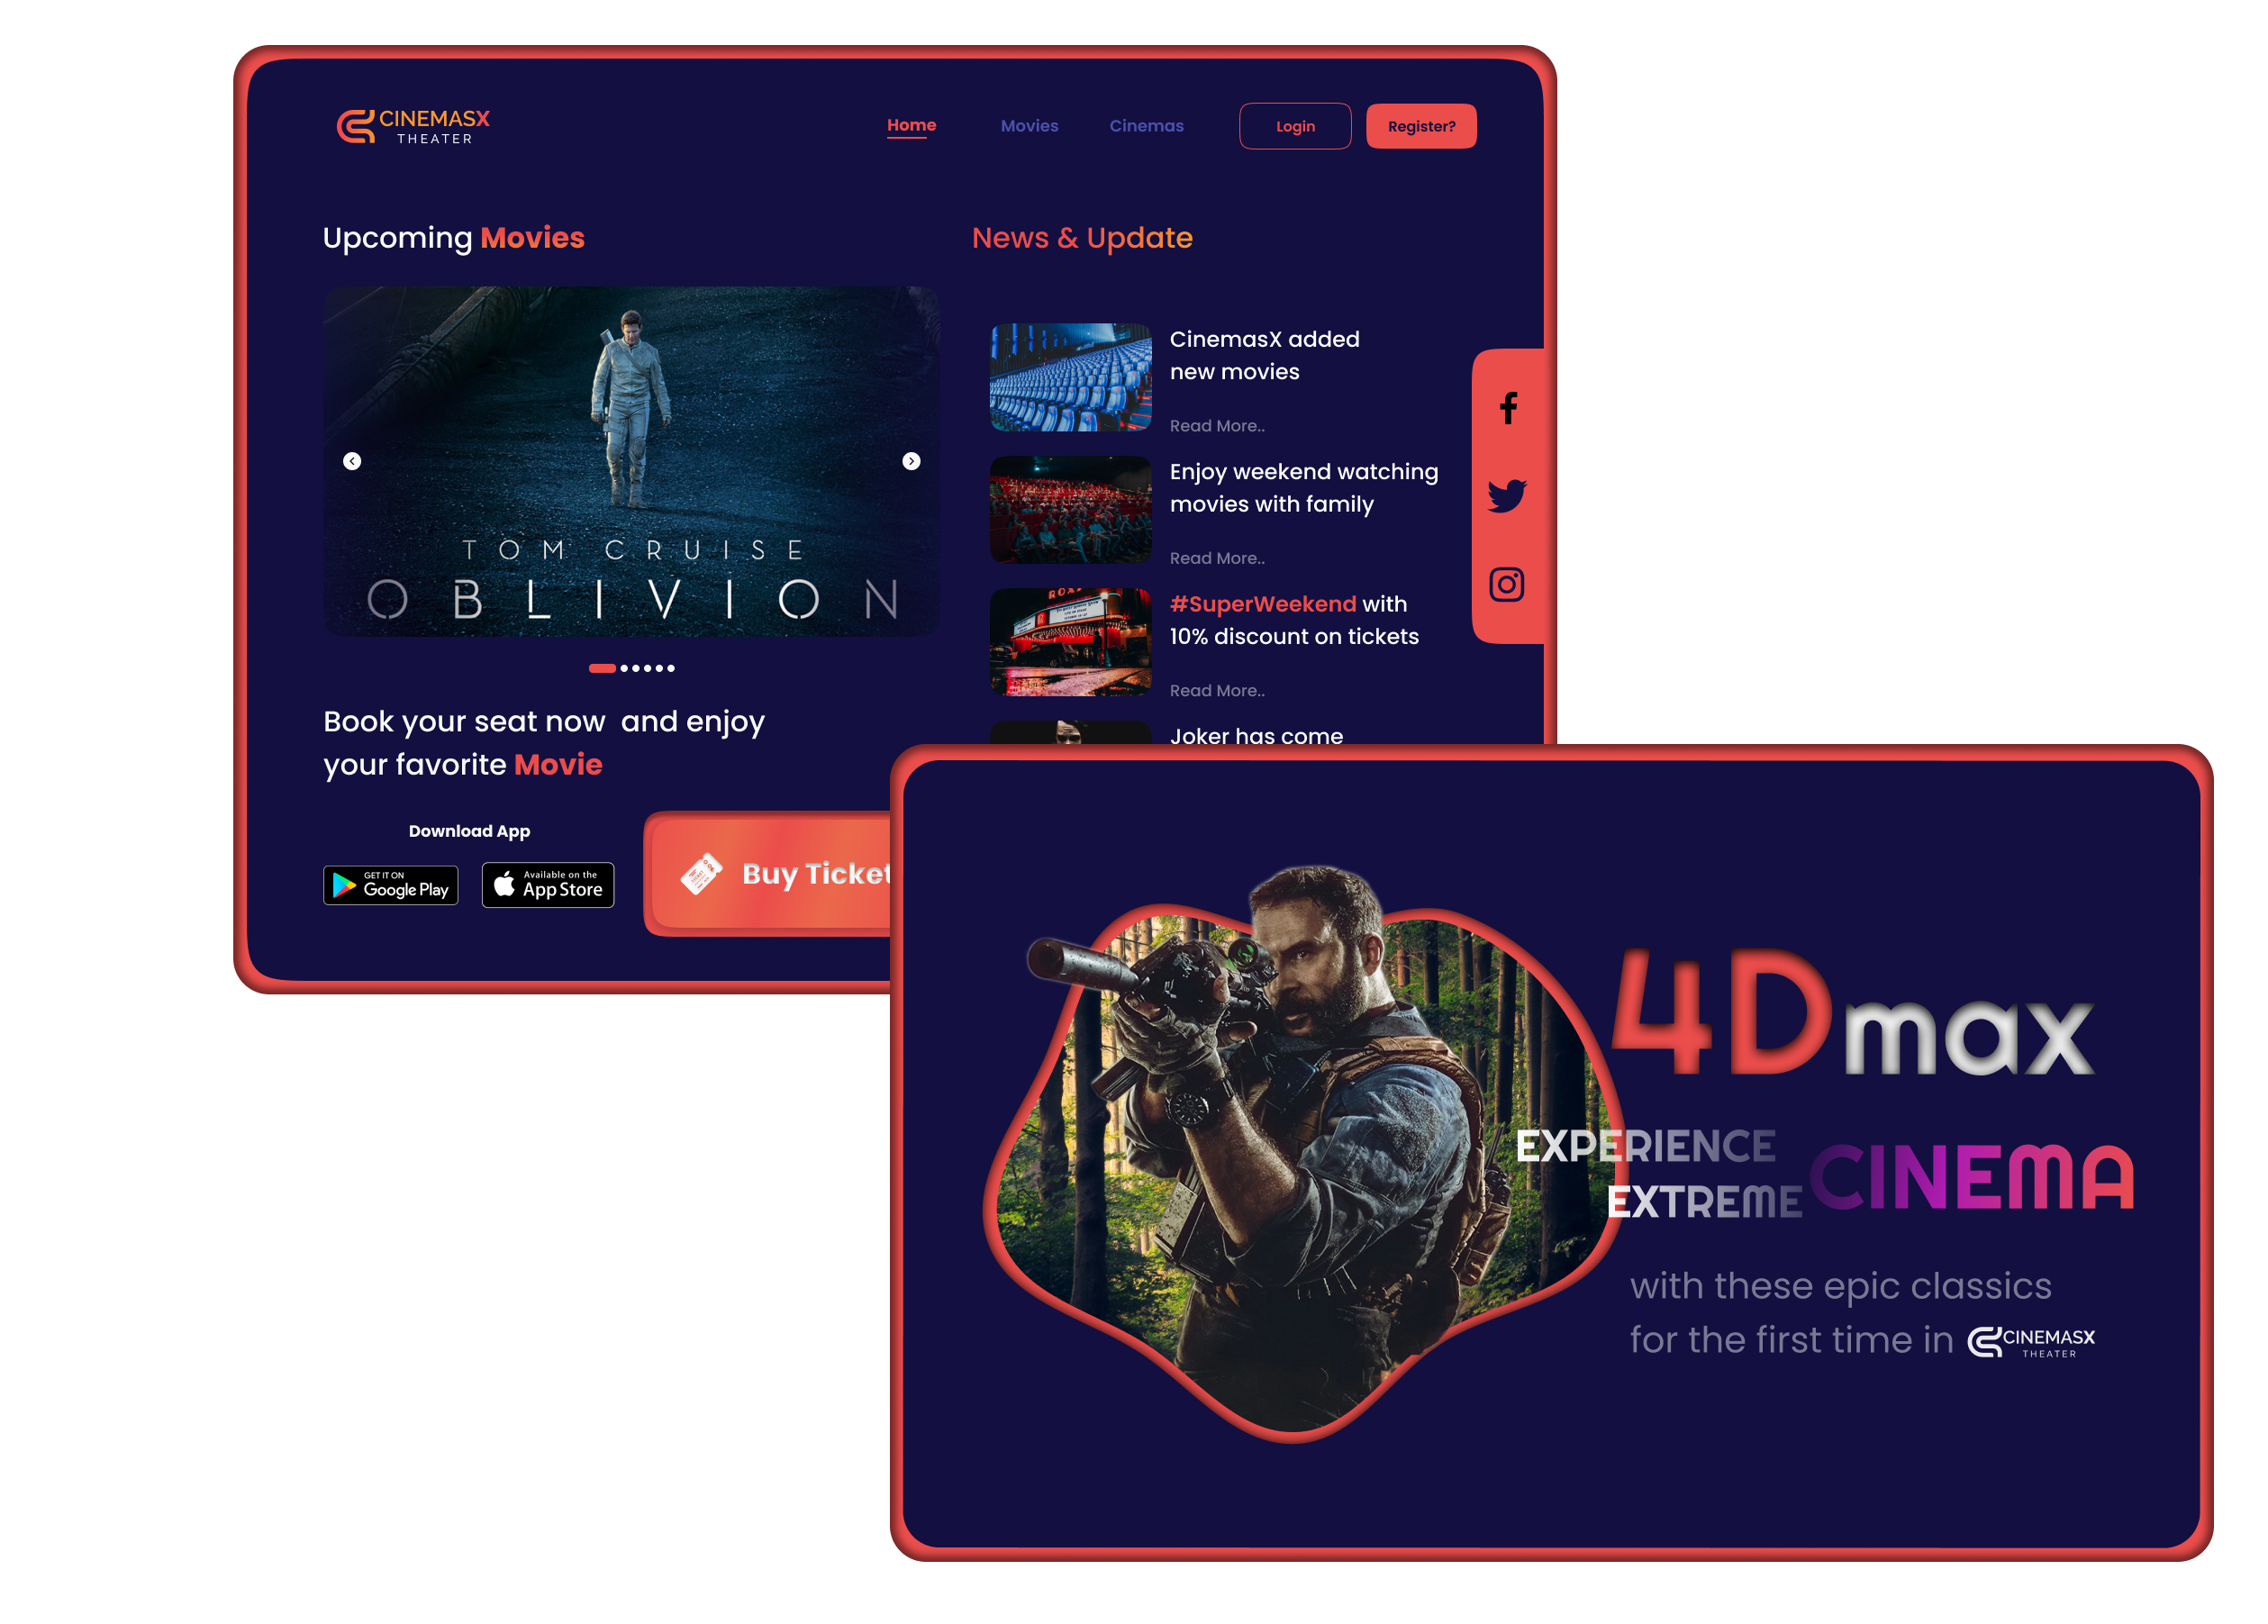 CINEMASX
THEATER
Home
Movies
Cinemas
Login
Register?
Upcoming Movies
TOM CRUISE
OBLIVION
Book your seat now  and enjoy
your favorite Movie
Download App
GET IT ON
Google Play
Available on the
App Store
Buy Ticket
News & Update
CinemasX added
new movies
Read More..
Enjoy weekend watching
movies with family
Read More..
#SuperWeekend with
10% discount on tickets
Read More..
Joker has come
4Dmax
EXPERIENCE
EXTREME CINEMA
with these epic classics
for the first time in CINEMASX
THEATER